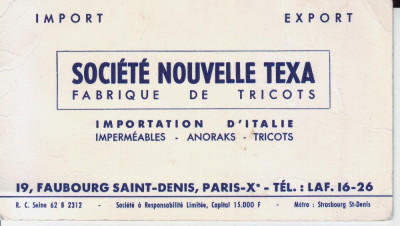 IMPORT EXPORT
SOCIÉTÉ NOUVELLE TEXA
FABRIQUE DE TRICOTS
IMPORTATION D'ITALIE
IMPERMÉABLES - ANORAKS - TRICOTS
19, FAUBOURG SAINT-DENIS, PARIS-Xᵉ - TÉL. : LAF. 16-26
R. C. Seine 62 B 2312 - Société à Responsabilité Limitée, Capital 15.000 F - Métro : Strasbourg St-Denis